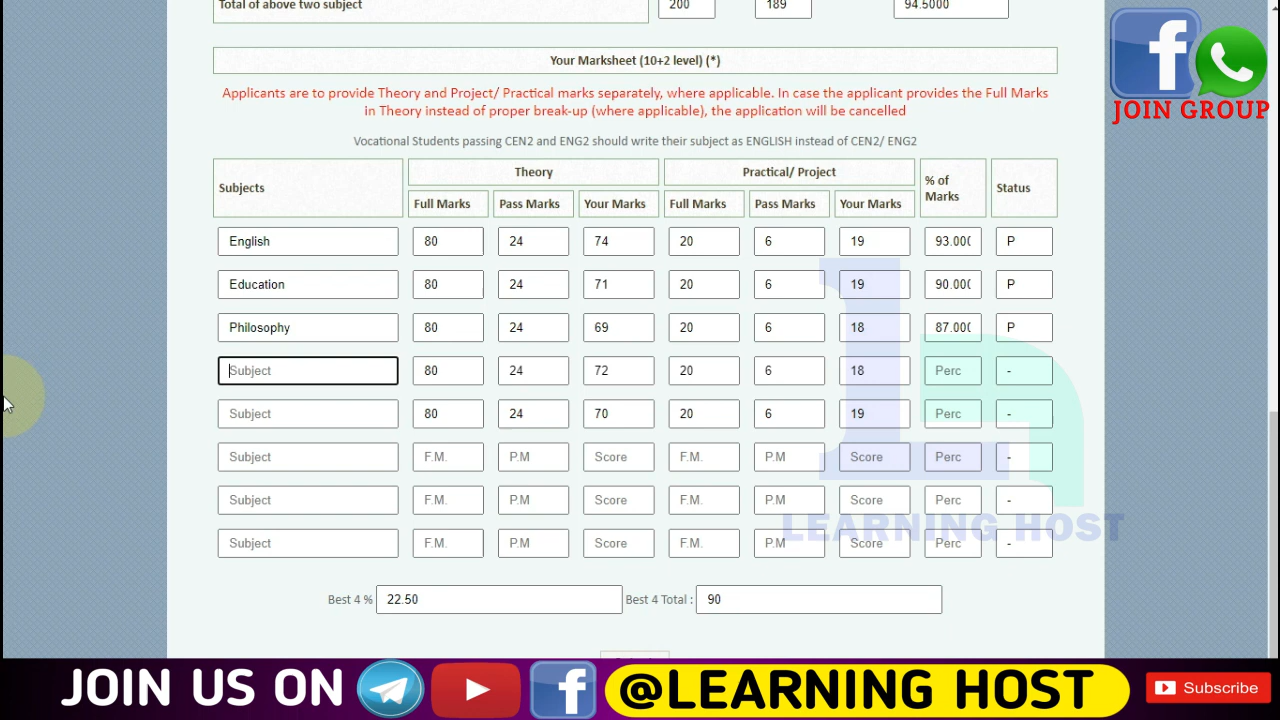 Total of above two subject 200 189 94.5000
Your Marksheet (10+2 level) (*)
Applicants are to provide Theory and Project/ Practical marks separately, where applicable. In case the applicant provides the Full Marks
in Theory instead of proper break-up (where applicable), the application will be cancelled
Vocational Students passing CEN2 and ENG2 should write their subject as ENGLISH instead of CEN2/ ENG2
Subjects Theory Practical/ Project % of Marks Status
Full Marks Pass Marks Your Marks Full Marks Pass Marks Your Marks
English 80 24 74 20 6 19 93.00( P
Education 80 24 71 20 6 19 90.00( P
Philosophy 80 24 69 20 6 18 87.00( P
Subject 80 24 72 20 6 18 Perc -
Subject 80 24 70 20 6 19 Perc -
Subject F.M. P.M Score F.M. P.M Score Perc -
Subject F.M. P.M Score F.M. P.M Score Perc -
Subject F.M. P.M Score F.M. P.M Score Perc -
Best 4 % 22.50 Best 4 Total : 90
f
JOIN GROUP
LEARNING HOST
JOIN US ON f @LEARNING HOST Subscribe